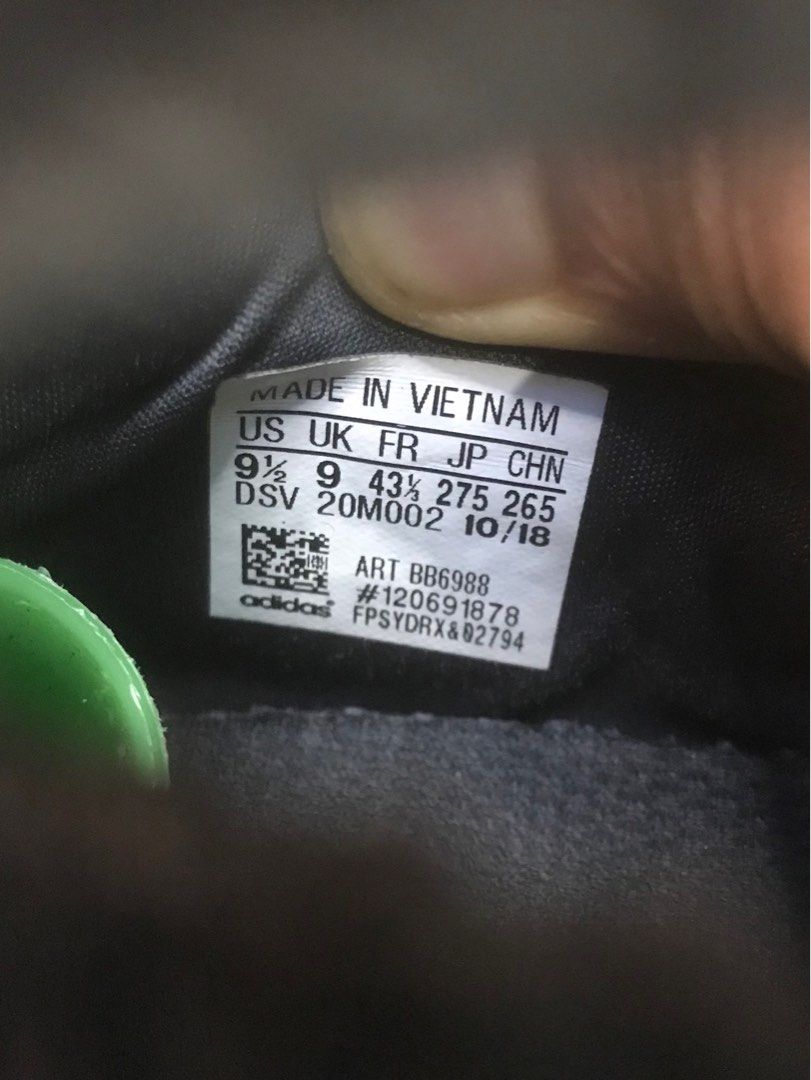 MADE IN VIETNAM
US UK FR JP CHN
9½ 9 43⅓ 275 265
DSV 20M002 10/18
ART BB6988
#120691878
adidas FPSYDRX&02794